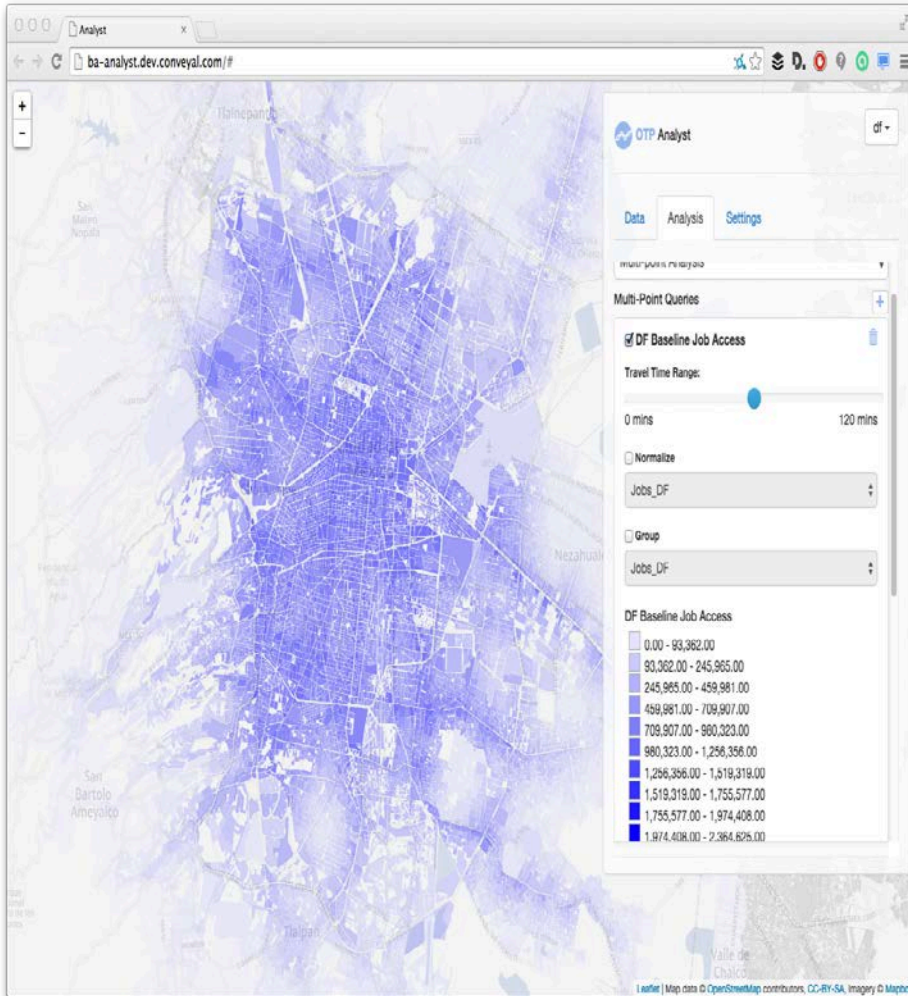 Analyst
ba-analyst.dev.conveyal.com/#
+
-
Tlalnepantla
San
Mateo
Nopala
Nezahual
San
Bartolo
Ameyalco
Tlalpan
Valle de
Chalco
OTP Analyst
df
Data Analysis Settings
Multi-point Analysis
Multi-Point Queries
+
DF Baseline Job Access
Travel Time Range:
0 mins 120 mins
Normalize
Jobs_DF
Group
Jobs_DF
DF Baseline Job Access
0.00 - 93,362.00
93,362.00 - 245,965.00
245,965.00 - 459,981.00
459,981.00 - 709,907.00
709,907.00 - 980,323.00
980,323.00 - 1,256,356.00
1,256,356.00 - 1,519,319.00
1,519,319.00 - 1,755,577.00
1,755,577.00 - 1,974,408.00
1,974,408.00 - 2,364,625.00
Leaflet | Map data © OpenStreetMap contributors, CC-BY-SA, Imagery © Mapbo